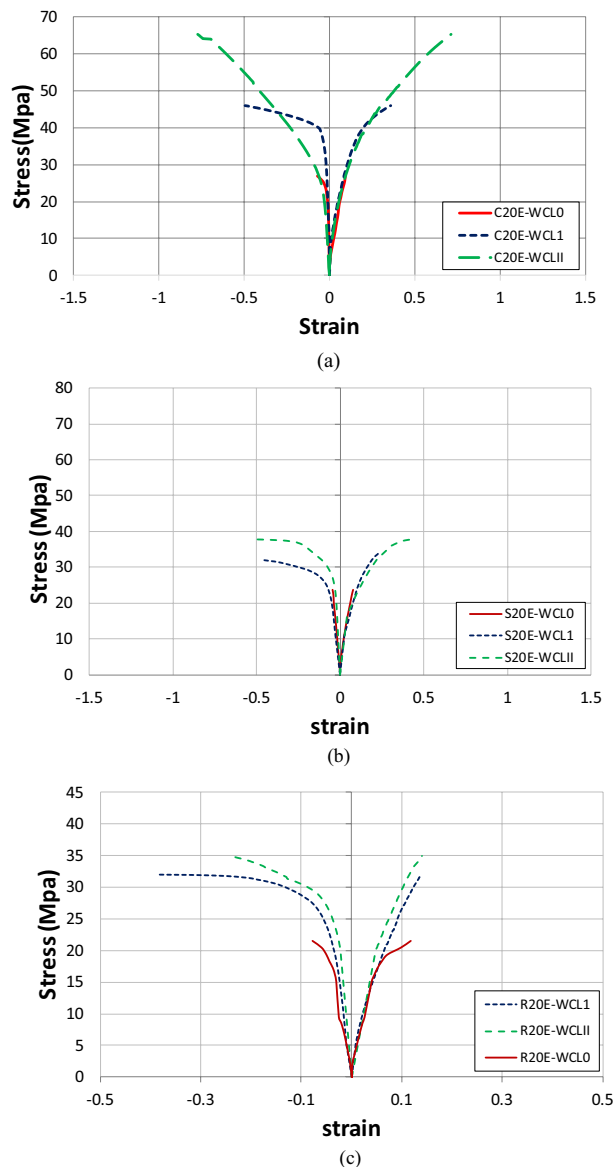 70
60
50
40
30
20
10
0
Stress(Mpa)
-1.5 -1 -0.5 0 0.5 1 1.5
Strain
C20E-WCL0
C20E-WCL1
C20E-WCLII
(a)
80
70
60
50
40
30
20
10
0
Stress (Mpa)
-1.5 -1 -0.5 0 0.5 1 1.5
strain
S20E-WCL0
S20E-WCL1
S20E-WCLII
(b)
45
40
35
30
25
20
15
10
5
0
Stress (Mpa)
-0.5 -0.3 -0.1 0.1 0.3 0.5
strain
R20E-WCL1
R20E-WCLII
R20E-WCL0
(c)